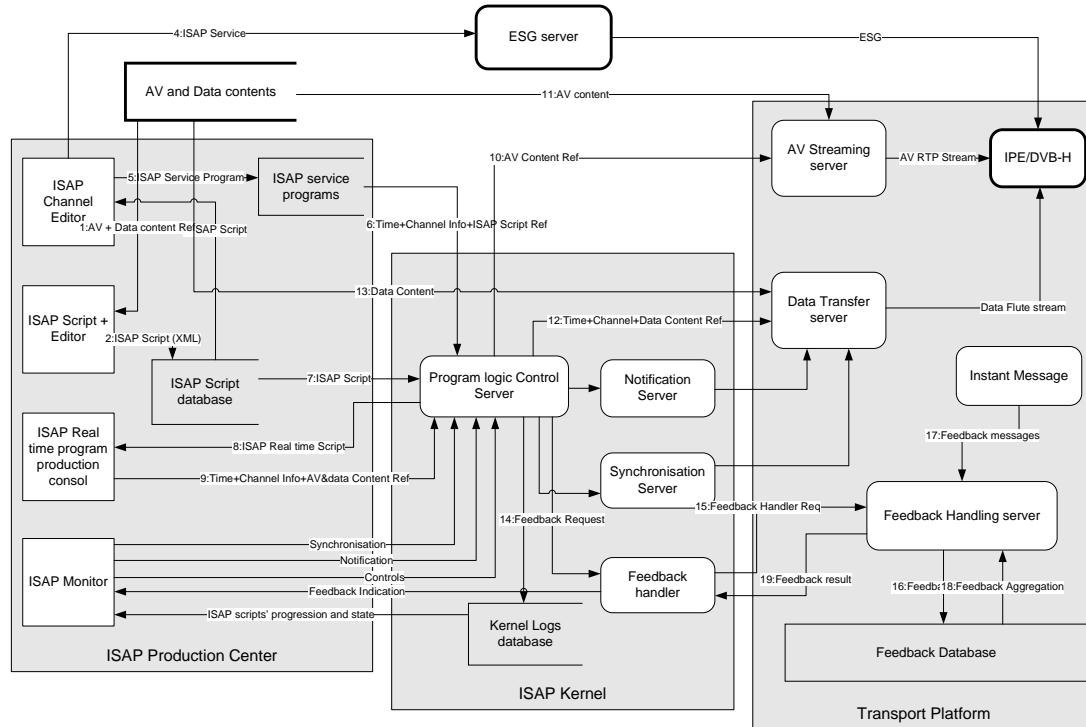 4:ISAP Service
ESG server
ESG
AV and Data contents
11:AV content
AV Streaming
server
AV RTP Stream
IPE/DVB-H
10:AV Content Ref
ISAP
Channel
Editor
5:ISAP Service Program
ISAP service
programs
1:AV + Data content Ref
SAP Script
6:Time+Channel Info+ISAP Script Ref
ISAP Script +
Editor
2:ISAP Script (XML)
13:Data Content
12:Time+Channel+Data Content Ref
Data Transfer
server
Data Flute stream
ISAP Script
database
7:ISAP Script
Program logic Control
Server
Notification
Server
Instant Message
ISAP Real
time program
production
consol
8:ISAP Real time Script
9:Time+Channel Info+AV&data Content Ref
17:Feedback messages
Synchronisation
Server
14:Feedback Request
15:Feedback Handler Req
Feedback Handling server
ISAP Monitor
Synchronisation
Notification
Controls
Feedback Indication
ISAP scripts' progression and state
Feedback
handler
19:Feedback result
16:Feedba
18:Feedback Aggregation
Kernel Logs
database
Feedback Database
ISAP Production Center
ISAP Kernel
Transport Platform